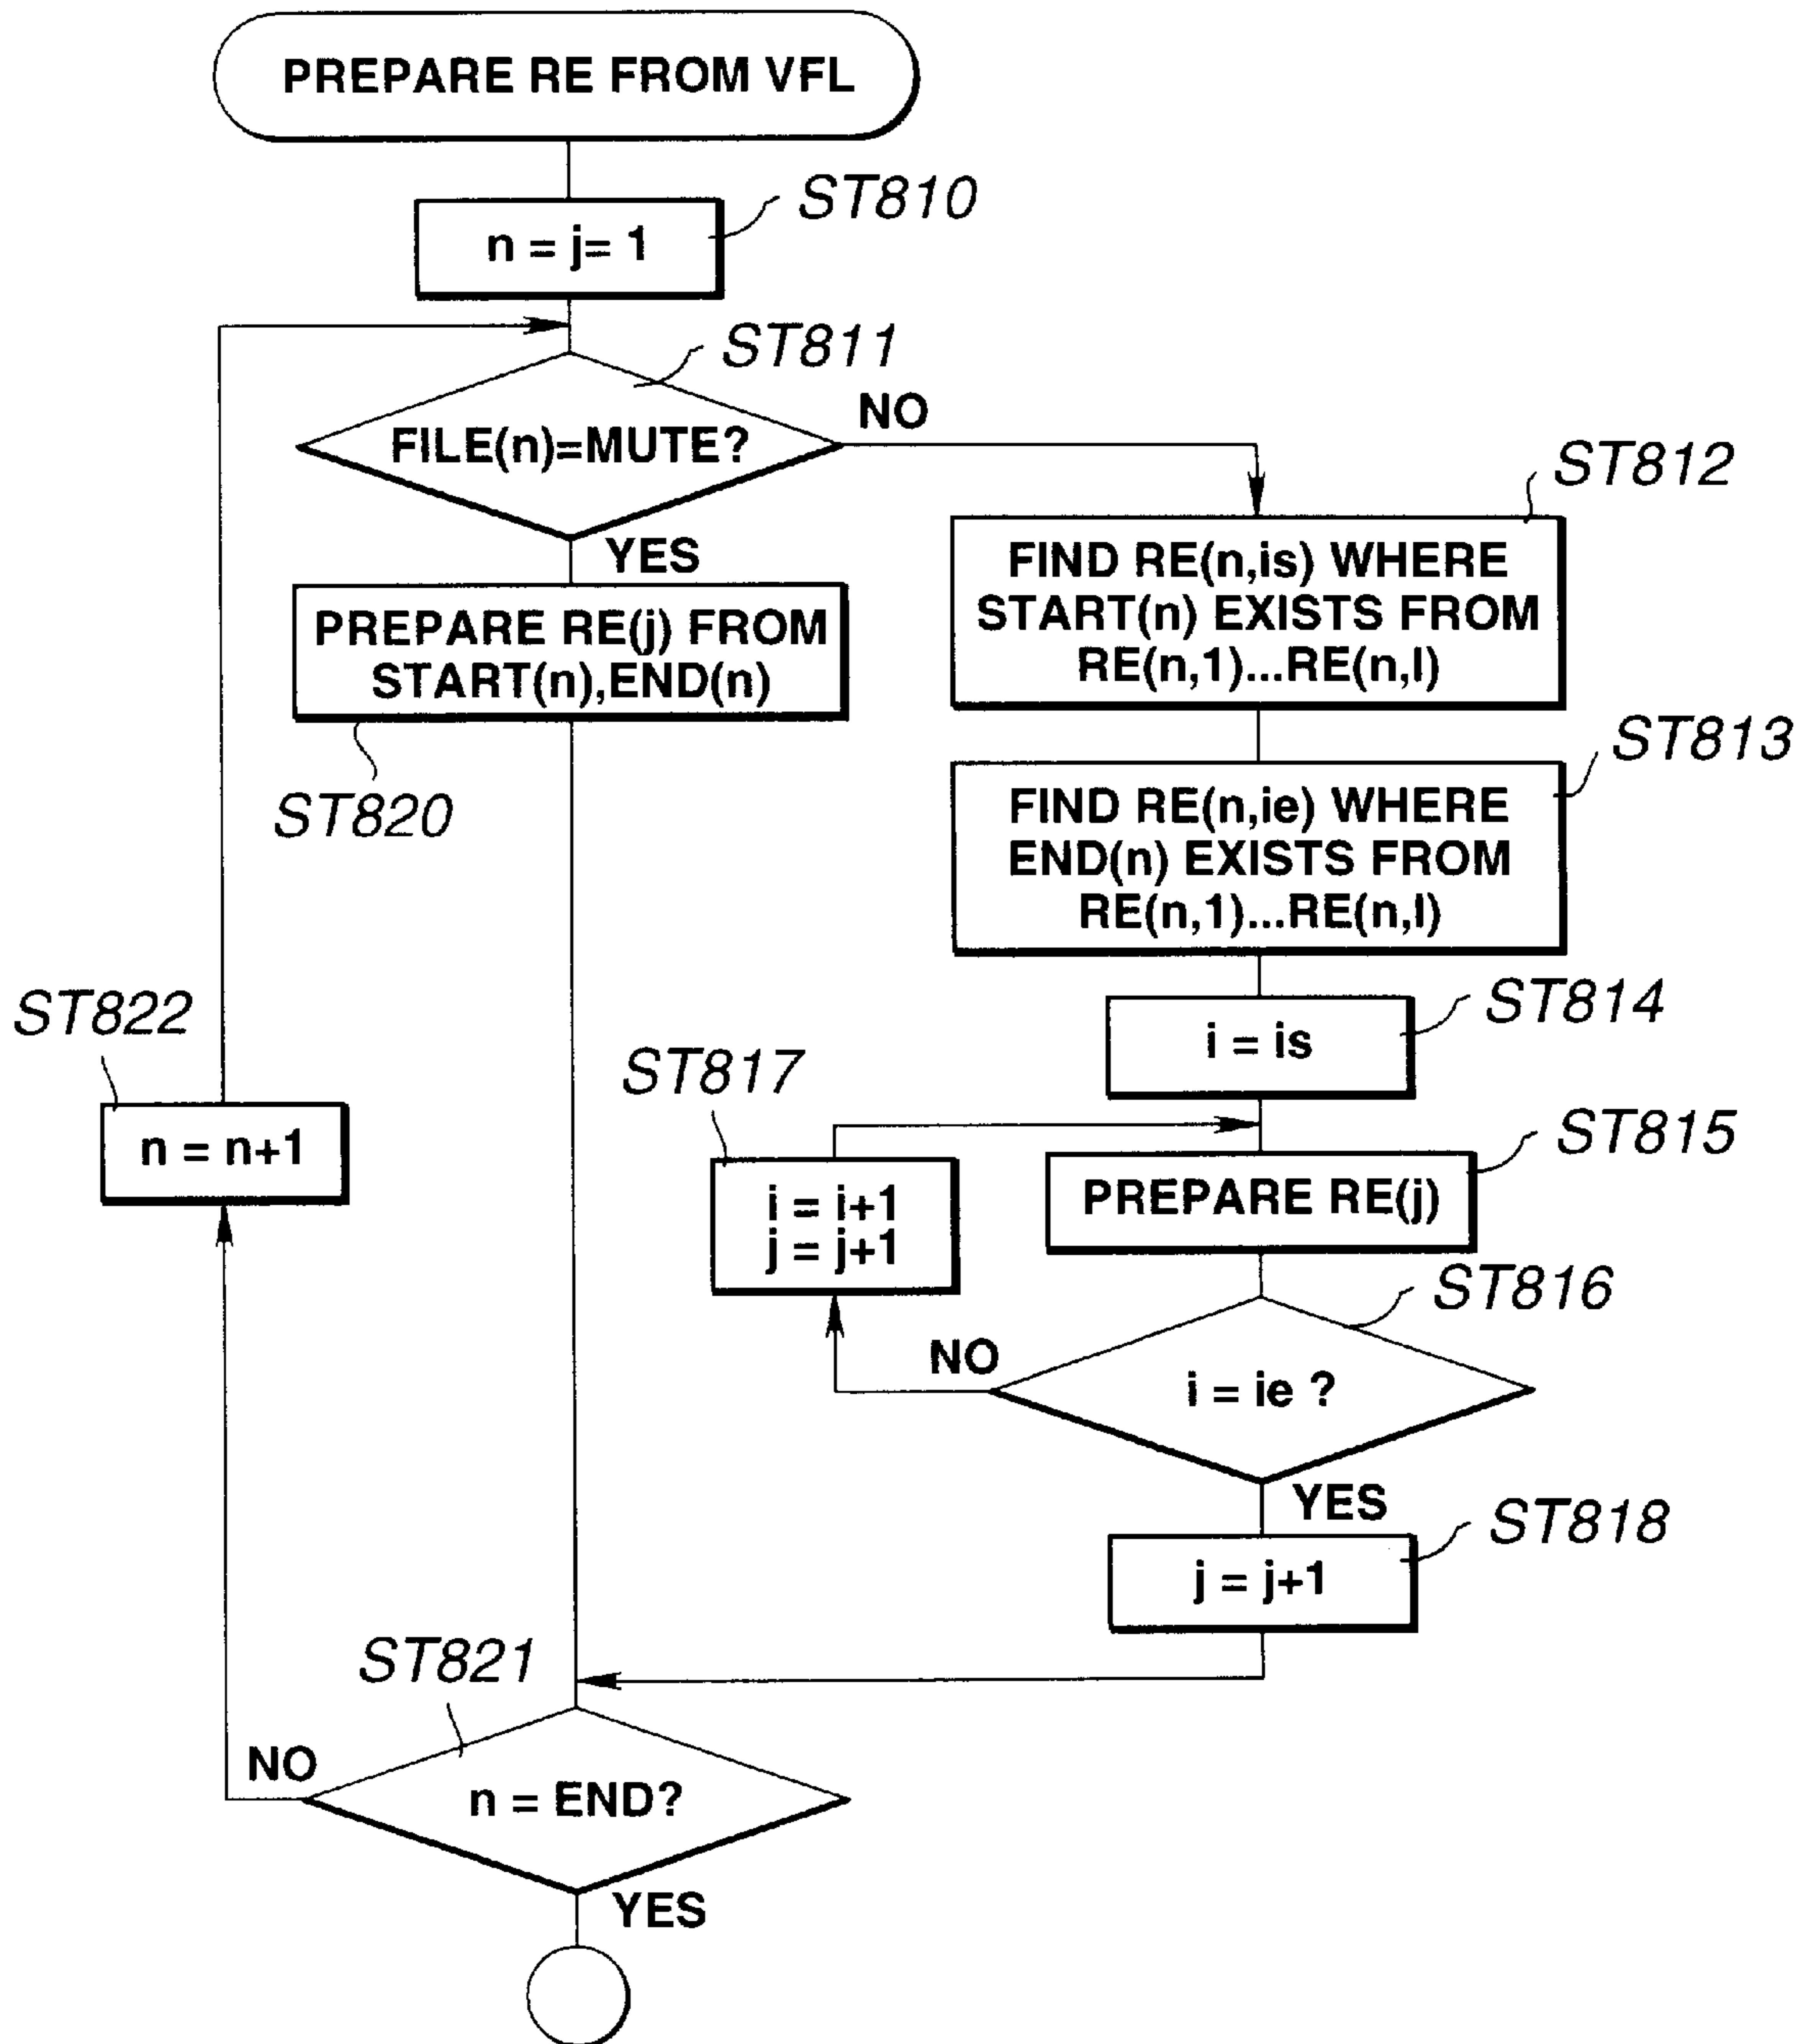 PREPARE RE FROM VFL
ST810
n = j= 1
ST811
FILE(n)=MUTE?
NO
YES
ST812
FIND RE(n,is) WHERE
START(n) EXISTS FROM
RE(n,1)...RE(n,I)
PREPARE RE(j) FROM
START(n),END(n)
ST820
ST813
FIND RE(n,ie) WHERE
END(n) EXISTS FROM
RE(n,1)...RE(n,I)
ST814
i = is
ST822
n = n+1
ST817
i = i+1
j = j+1
ST815
PREPARE RE(j)
ST816
i = ie ?
NO
YES
ST818
j = j+1
ST821
n = END?
NO
YES